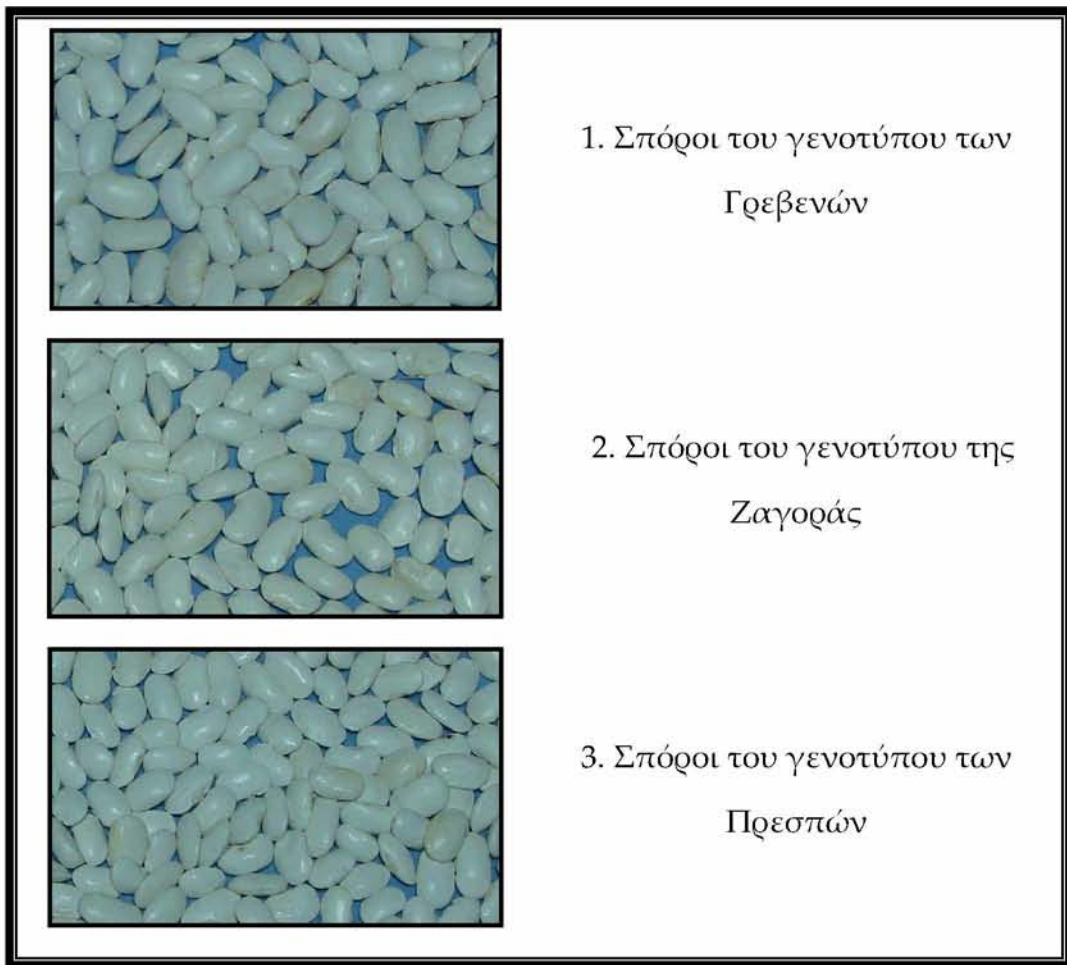 1. Σπόροι του γενοτύπου των
Γρεβενών
2. Σπόροι του γενοτύπου της
Ζαγοράς
3. Σπόροι του γενοτύπου των
Πρεσπών